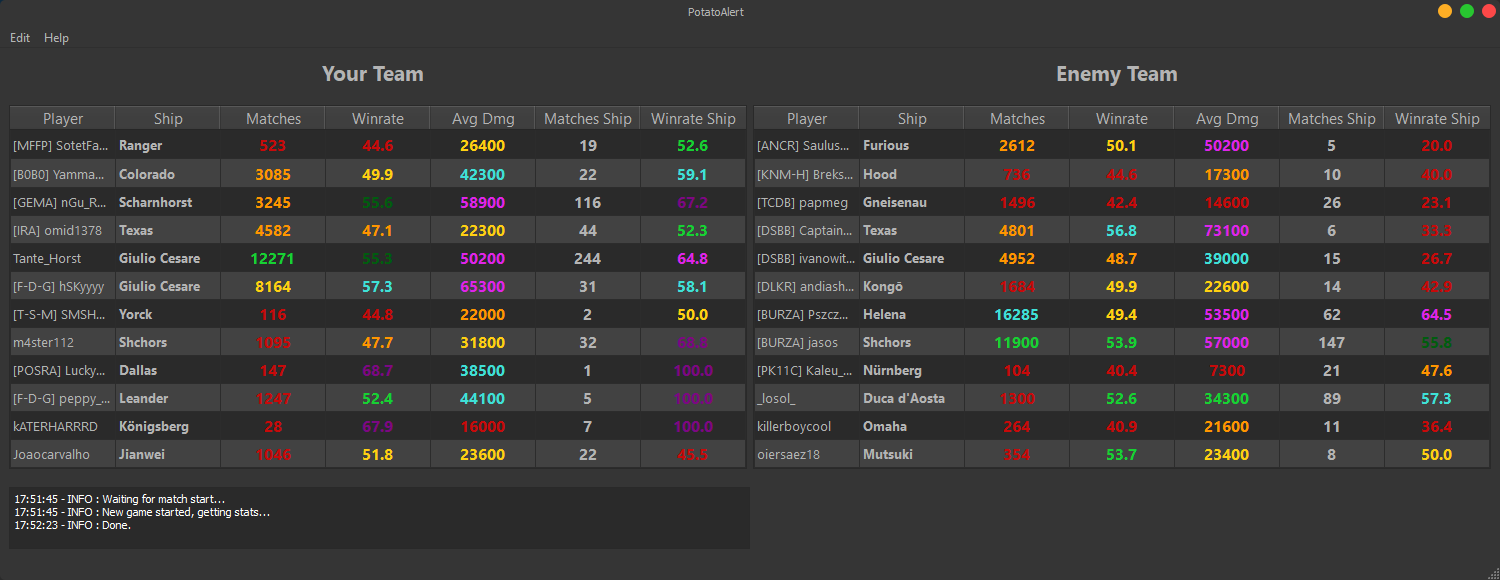 PotatoAlert
Edit Help
Your Team Enemy Team
Player Ship Matches Winrate Avg Dmg Matches Ship Winrate Ship Player Ship Matches Winrate Avg Dmg Matches Ship Winrate Ship
[MFFP] SotetFa... Ranger 523 44.6 26400 19 52.6 [ANCR] Saulus... Furious 2612 50.1 50200 5 20.0
[B0B0] Yamma... Colorado 3085 49.9 42300 22 59.1 [KNM-H] Breks... Hood 736 44.6 17300 10 40.0
[GEMA] nGu_R... Scharnhorst 3245 55.6 58900 116 67.2 [TCDB] papmeg Gneisenau 1496 42.4 14600 26 23.1
[IRA] omid1378 Texas 4582 47.1 22300 44 52.3 [DSBB] Captain... Texas 4801 56.8 73100 6 33.3
Tante_Horst Giulio Cesare 12271 55.3 50200 244 64.8 [DSBB] ivanowit... Giulio Cesare 4952 48.7 39000 15 26.7
[F-D-G] hSKyyyy Giulio Cesare 8164 57.3 65300 31 58.1 [DLKR] andiash... Kongō 1684 49.9 22600 14 42.9
[T-S-M] SMSH... Yorck 116 44.8 22000 2 50.0 [BURZA] Pszcz... Helena 16285 49.4 53500 62 64.5
m4ster112 Shchors 1095 47.7 31800 32 68.8 [BURZA] jasos Shchors 11900 53.9 57000 147 55.8
[POSRA] Lucky... Dallas 147 68.7 38500 1 100.0 [PK11C] Kaleu_... Nürnberg 104 40.4 7300 21 47.6
[F-D-G] peppy_... Leander 1247 52.4 44100 5 100.0 _losol_ Duca d'Aosta 1300 52.6 34300 89 57.3
kATERHARRRD Königsberg 28 67.9 16000 7 100.0 killerboycool Omaha 264 40.9 21600 11 36.4
Joaocarvalho Jianwei 1046 51.8 23600 22 45.5 oiersaez18 Mutsuki 354 53.7 23400 8 50.0
17:51:45 - INFO : Waiting for match start...
17:51:45 - INFO : New game started, getting stats...
17:52:23 - INFO : Done.